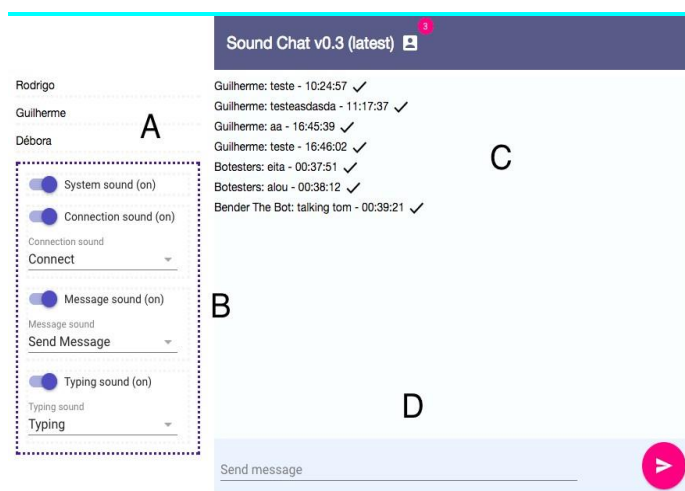 Sound Chat v0.3 (latest) 3
Rodrigo
Guilherme
Débora
A
System sound (on)
Connection sound (on)
Connection sound
Connect
Message sound (on)
Message sound
Send Message
Typing sound (on)
Typing sound
Typing
B
Guilherme: teste - 10:24:57
Guilherme: testeasdasda - 11:17:37
Guilherme: aa - 16:45:39
Guilherme: teste - 16:46:02
Botesters: eita - 00:37:51
Botesters: alou - 00:38:12
Bender The Bot: talking tom - 00:39:21
C
D
Send message